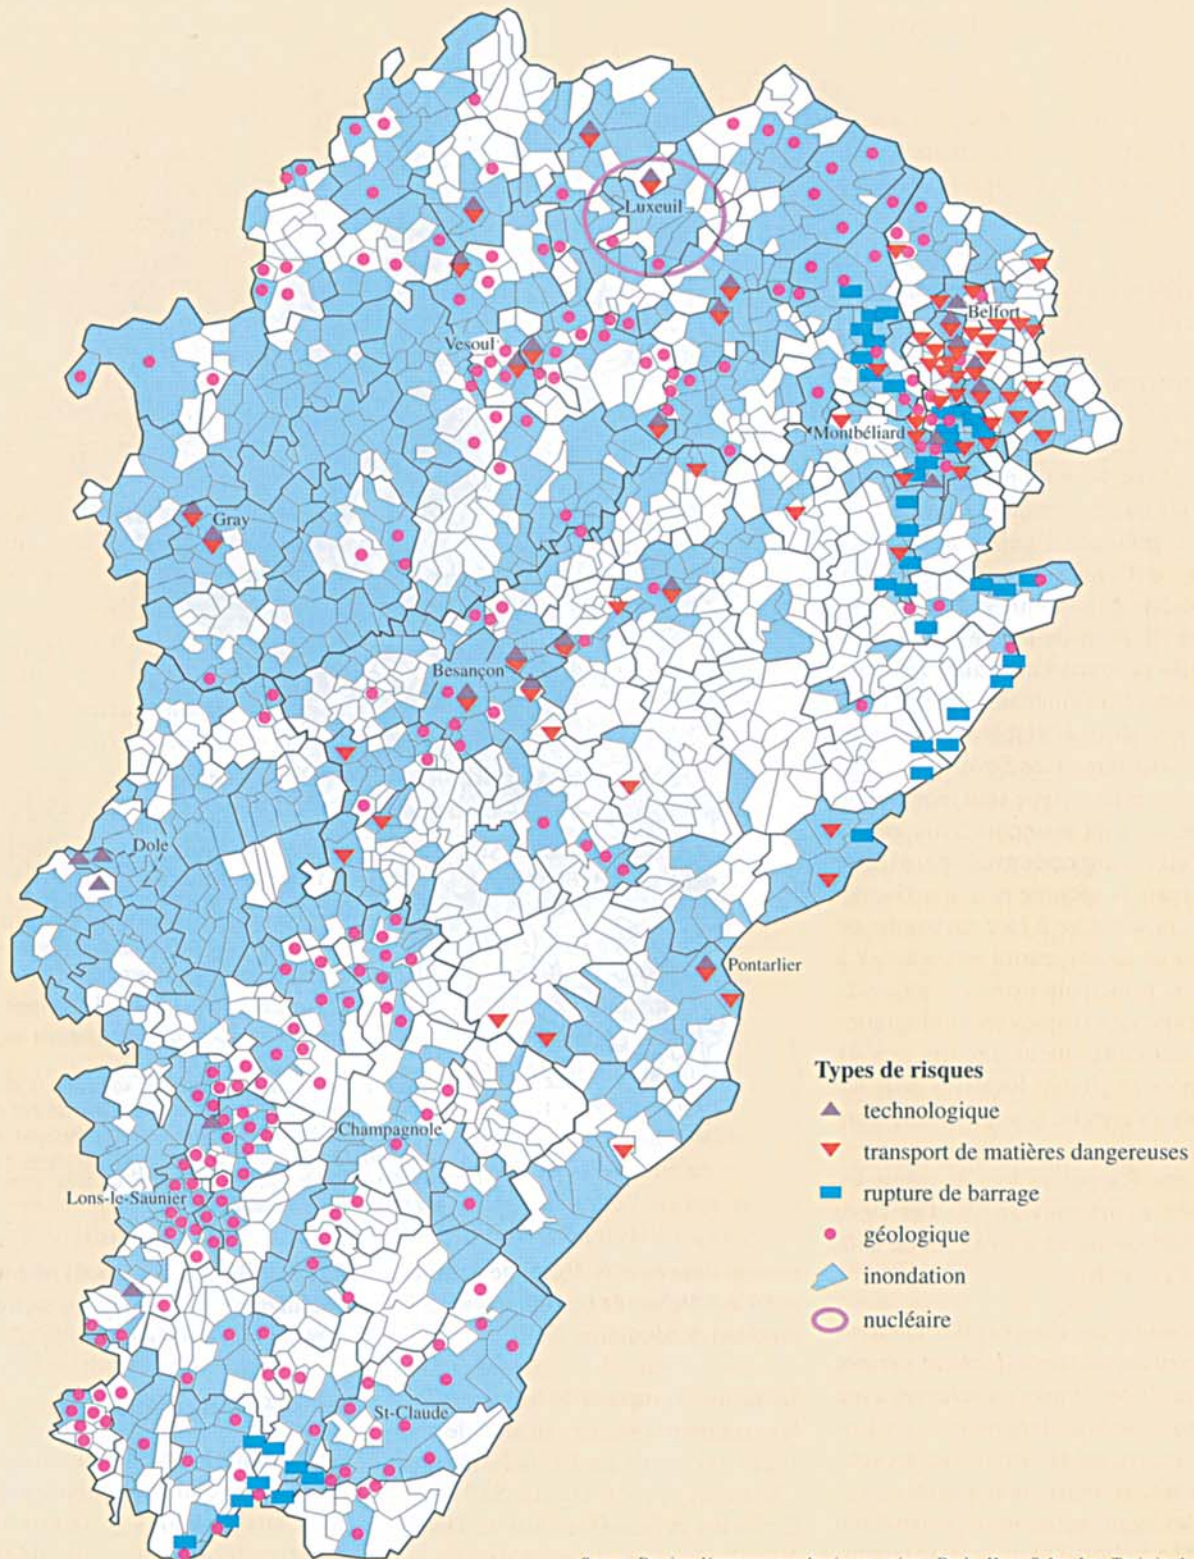 Luxeuil
Belfort
Vesoul
Montbéliard
Gray
Besançon
Dole
Pontarlier
Champagnole
Lons-le-Saunier
St-Claude
Types de risques
technologique
transport de matières dangereuses
rupture de barrage
géologique
inondation
nucléaire